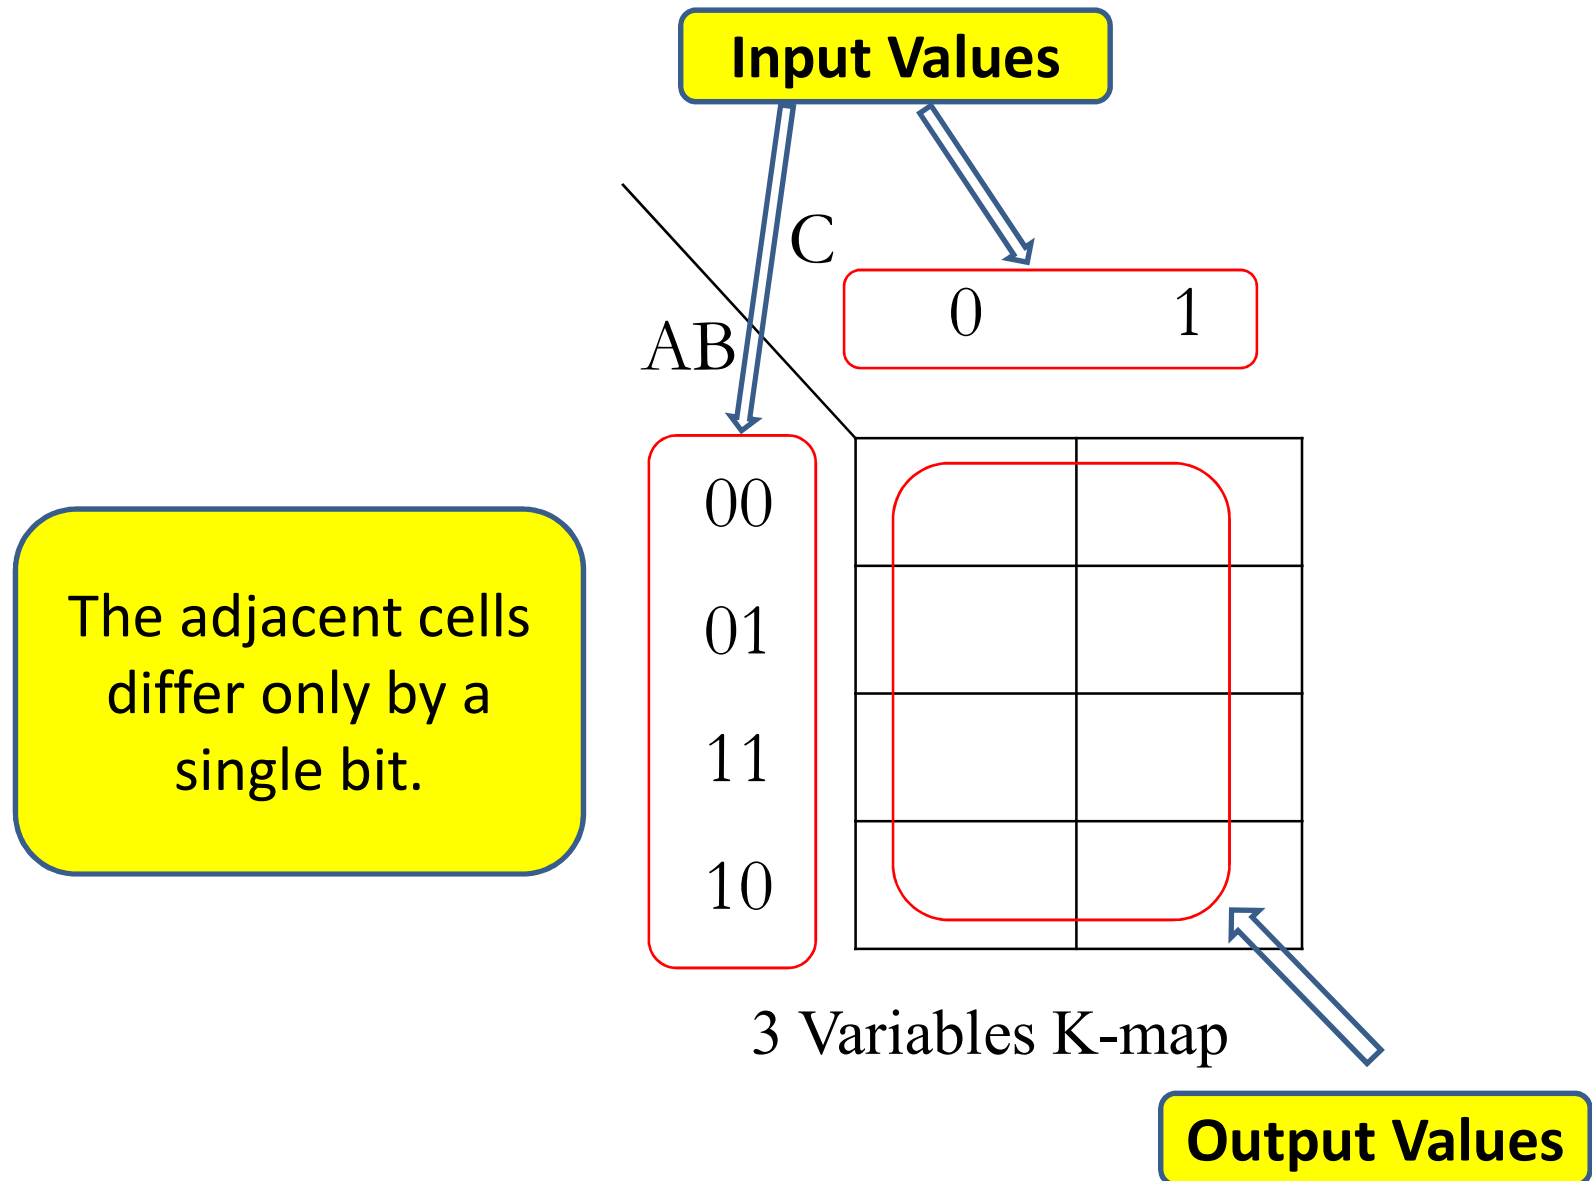 Input Values
C
0 1
AB
00
01
11
10
The adjacent cells
differ only by a
single bit.
3 Variables K-map
Output Values